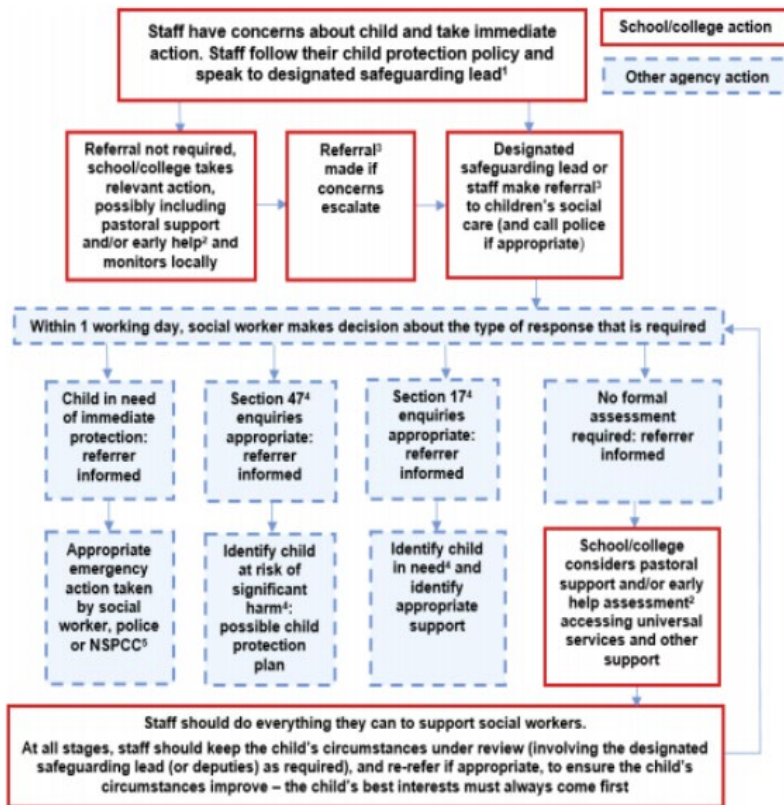 Staff have concerns about child and take immediate
action. Staff follow their child protection policy and
speak to designated safeguarding lead¹
School/college action
Other agency action
Referral not required,
school/college takes
relevant action,
possibly including
pastoral support
and/or early help² and
monitors locally
Referral³
made if
concerns
escalate
Designated
safeguarding lead or
staff make referral³
to children's social
care (and call police
if appropriate)
Within 1 working day, social worker makes decision about the type of response that is required
Child in need
of immediate
protection:
referrer
informed
Section 47⁴
enquiries
appropriate:
referrer
informed
Section 17⁴
enquiries
appropriate:
referrer
informed
No formal
assessment
required: referrer
informed
Appropriate
emergency
action taken
by social
worker, police
or NSPCC⁵
Identify child
at risk of
significant
harm⁴:
possible child
protection
plan
Identify child
in need⁴ and
identify
appropriate
support
School/college
considers pastoral
support and/or early
help assessment²
accessing universal
services and other
support
Staff should do everything they can to support social workers.
At all stages, staff should keep the child's circumstances under review (involving the designated
safeguarding lead (or deputies) as required), and re-refer if appropriate, to ensure the child's
circumstances improve – the child's best interests must always come first